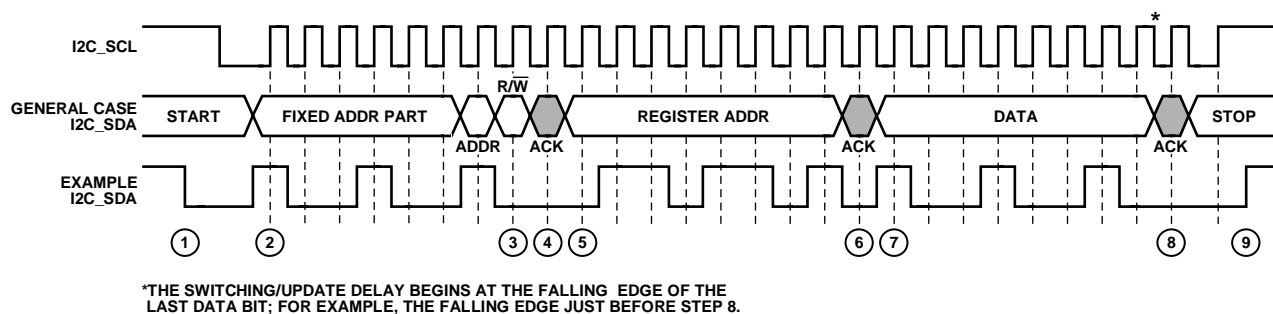 *
I2C_SCL
R/W̅
GENERAL CASE
I2C_SDA
START
FIXED ADDR PART
REGISTER ADDR
DATA
STOP
ADDR
ACK
ACK
ACK
EXAMPLE
I2C_SDA
1
2
3
4
5
6
7
8
9
*THE SWITCHING/UPDATE DELAY BEGINS AT THE FALLING EDGE OF THE
LAST DATA BIT; FOR EXAMPLE, THE FALLING EDGE JUST BEFORE STEP 8.